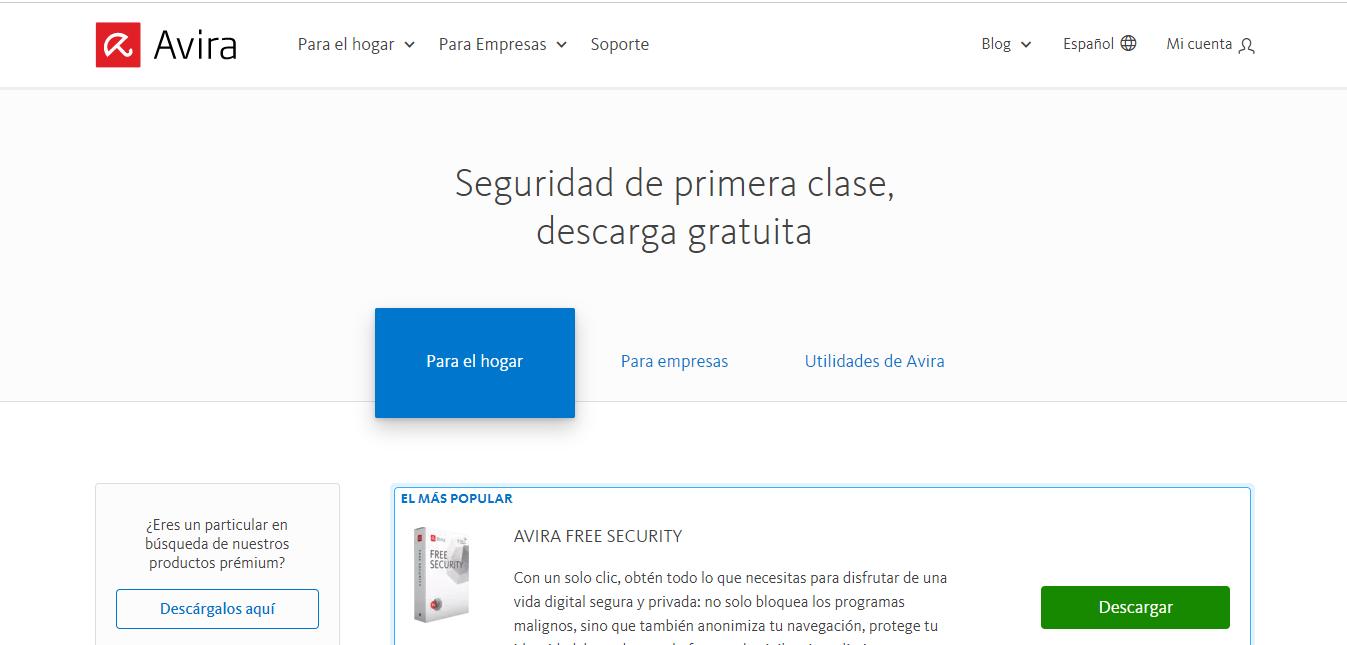 Avira
Para el hogar
Para Empresas
Soporte
Blog
Español
Mi cuenta
Seguridad de primera clase,
descarga gratuita
Para el hogar
Para empresas
Utilidades de Avira
¿Eres un particular en
búsqueda de nuestros
productos prémium?
Descárgalos aquí
EL MÁS POPULAR
FREE
SECURITY
AVIRA FREE SECURITY
Con un solo clic, obtén todo lo que necesitas para disfrutar de una
vida digital segura y privada: no solo bloquea los programas
malignos, sino que también anonimiza tu navegación, protege tu
Descargar